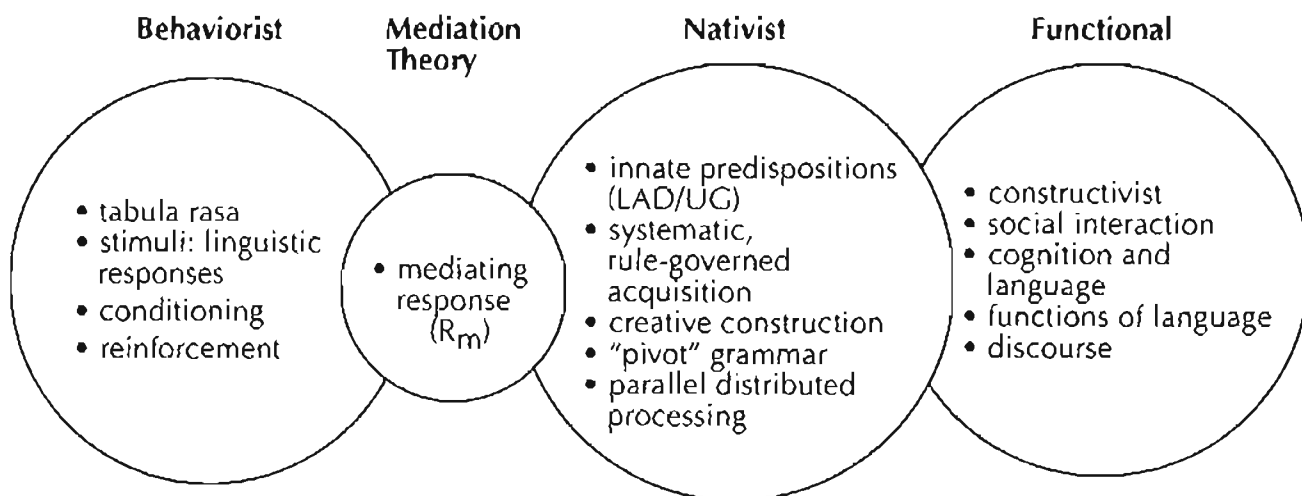 Behaviorist
Mediation
Theory
Nativist
Functional
• tabula rasa
• stimuli: linguistic
responses
• conditioning
• reinforcement
• mediating
response
(Rm)
• innate predispositions
(LAD/UG)
• systematic,
rule-governed
acquisition
• creative construction
• "pivot" grammar
• parallel distributed
processing
• constructivist
• social interaction
• cognition and
language
• functions of language
• discourse